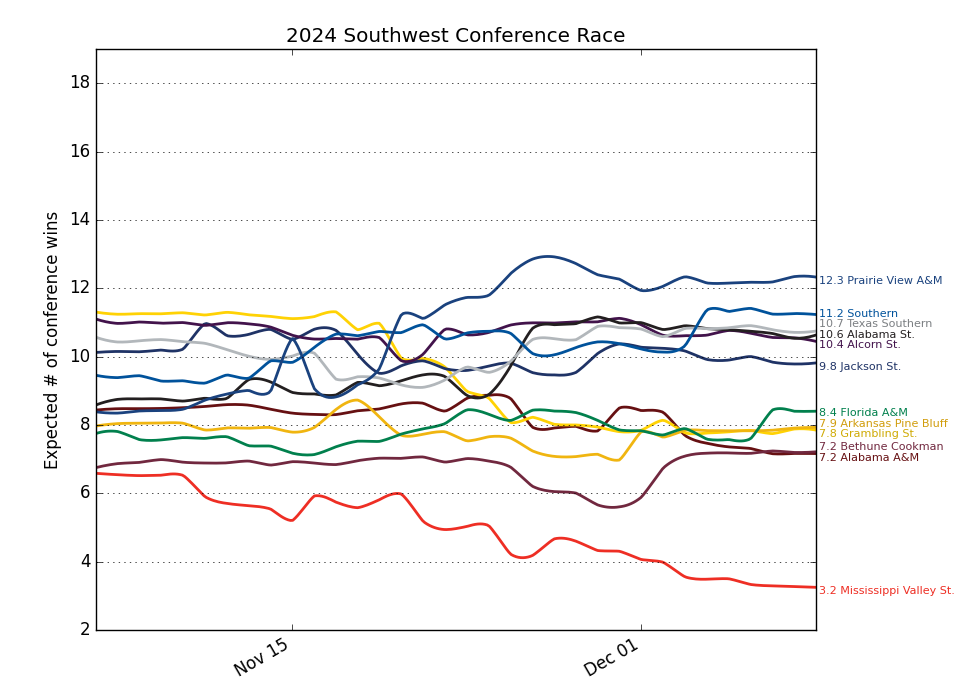 2024 Southwest Conference Race
Expected # of conference wins
18
16
14
12
10
8
6
4
2
Nov 15
Dec 01
12.3 Prairie View A&M
11.2 Southern
10.7 Texas Southern
10.6 Alabama St.
10.4 Alcorn St.
9.8 Jackson St.
8.4 Florida A&M
7.9 Arkansas Pine Bluff
7.8 Grambling St.
7.2 Bethune Cookman
7.2 Alabama A&M
3.2 Mississippi Valley St.